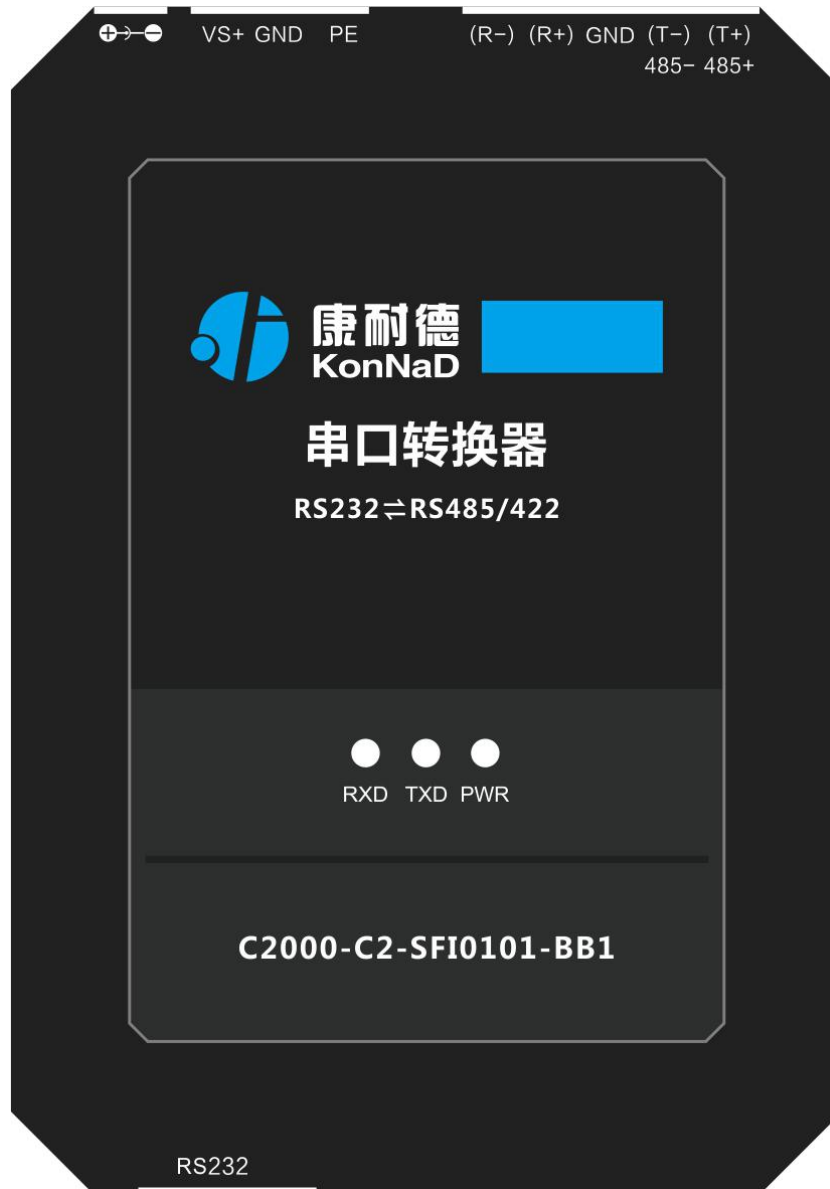 VS+ GND PE (R-) (R+) GND (T-) (T+)
485- 485+
康耐德
KonNaD
串口转换器
RS232⇌RS485/422
RXD TXD PWR
C2000-C2-SFI0101-BB1
RS232